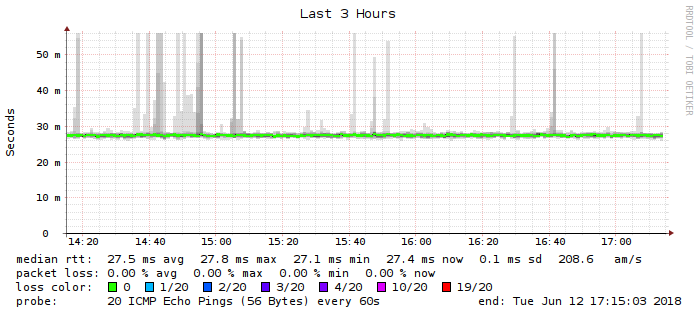 Last 3 Hours
RRDTOOL / TOBI OETIKER
Seconds
50 m
40 m
30 m
20 m
10 m
0
14:20 14:40 15:00 15:20 15:40 16:00 16:20 16:40 17:00
median rtt: 27.5 ms avg 27.8 ms max 27.1 ms min 27.4 ms now 0.1 ms sd 208.6 am/s
packet loss: 0.00 % avg 0.00 % max 0.00 % min 0.00 % now
loss color: 0 1/20 2/20 3/20 4/20 10/20 19/20
probe: 20 ICMP Echo Pings (56 Bytes) every 60s end: Tue Jun 12 17:15:03 2018